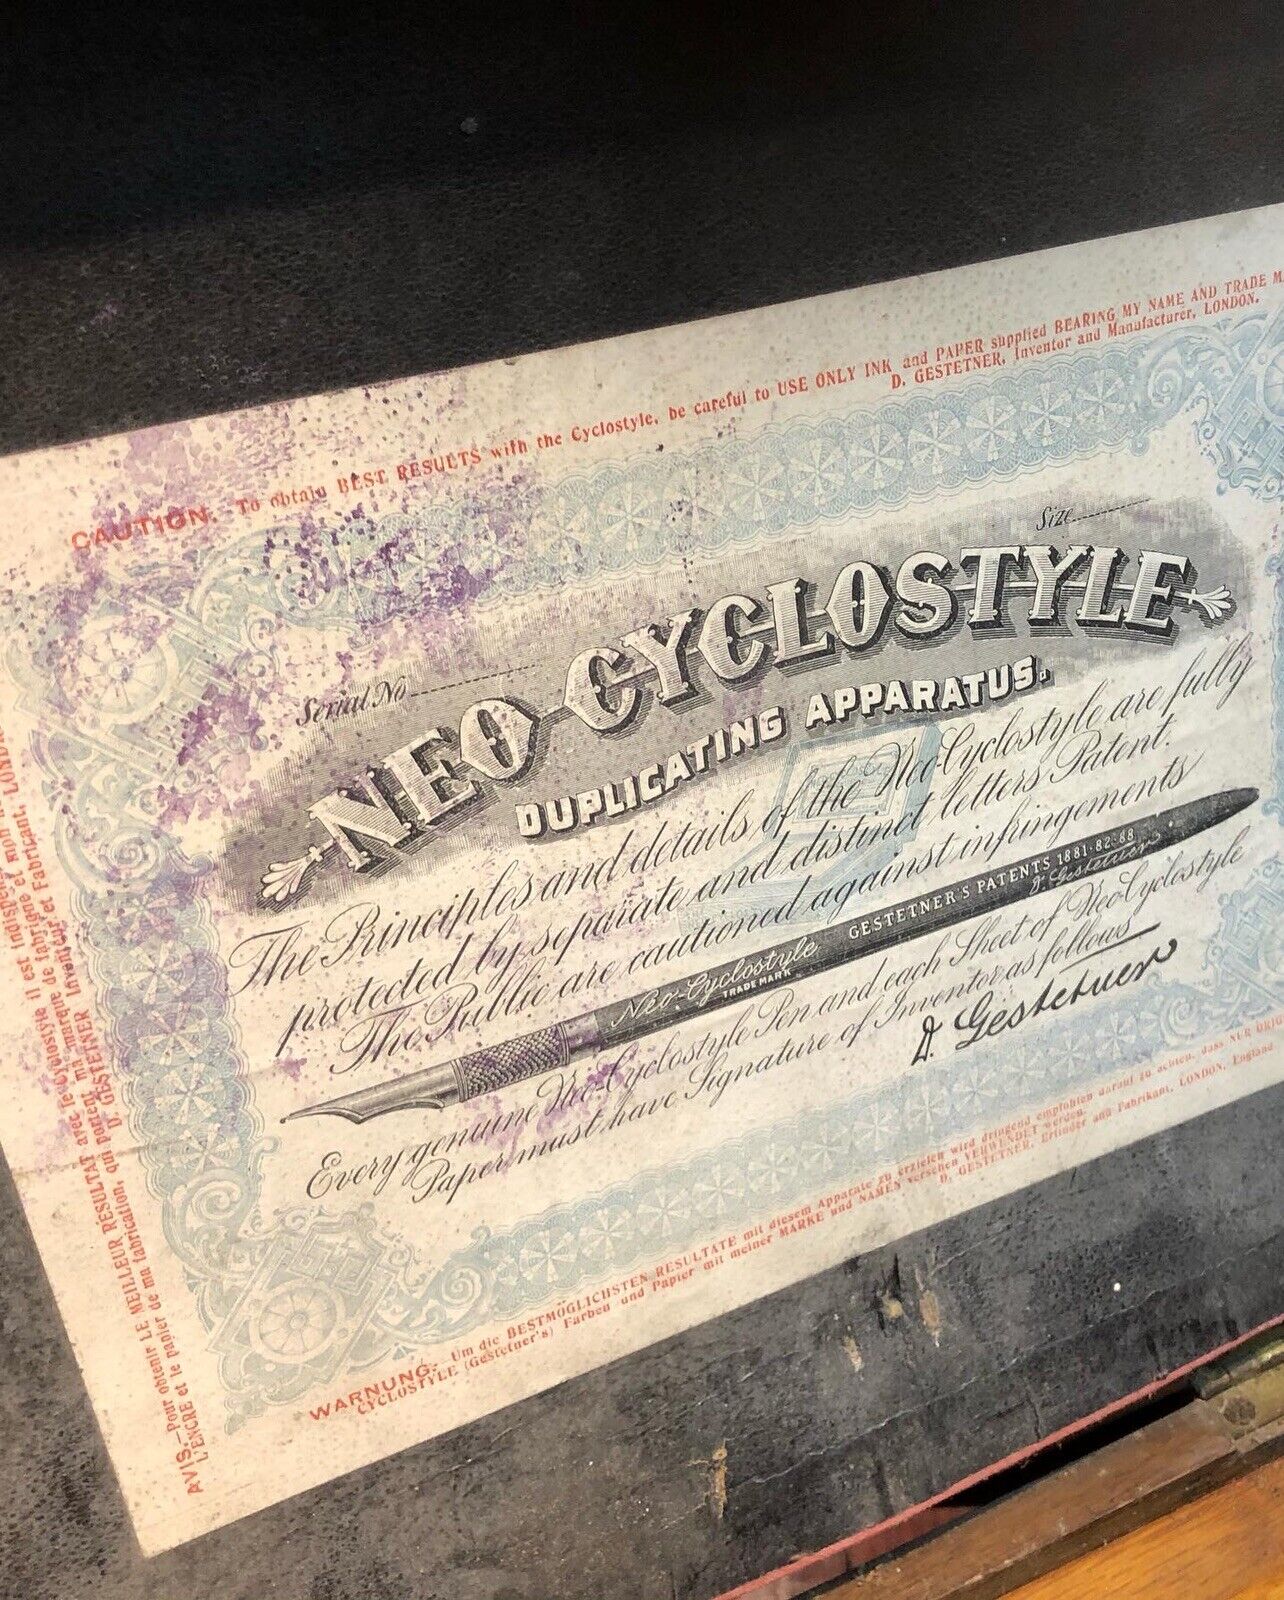 CAUTION. To obtain BEST RESULTS with the Cyclostyle, be careful to USE ONLY INK and PAPER supplied BEARING MY NAME AND TRADE M
D. GESTETNER, Inventor and Manufacturer, LONDON.
Size
Serial No
NEO-CYCLOSTYLE
DUPLICATING APPARATUS.
The Principles and details of the Neo-Cyclostyle are fully
protected by separate and distinct letters Patent.
The Public are cautioned against infringements
Neo-Cyclostyle
TRADE MARK
GESTETNER'S PATENTS 1881·82·88
D. Gestetner
Every genuine Neo-Cyclostyle Pen and each Sheet of Neo-Cyclostyle
Paper must have Signature of Inventor as follows
D. Gestetner
WARNUNG. Um die BESTMÖGLICHSTEN RESULTATE mit diesem Apparate zu erzielen wird dringend empfohlen darauf zu achten, dass NUR ORIG
CYCLOSTYLE (Gestetner's) Farben und Papier mit meiner MARKE und NAMEN versehen VERWENDET werden.
D. GESTETNER, Erfinder and Fabrikant, LONDON, England
AVIS.—Pour obtenir LE MEILLEUR RÉSULTAT avec le Cyclostyle il est indispen
L'ENCRE et le papier de ma fabrication, qui portent ma marque de fabrique et mon
D. GESTETNER Inventeur et Fabricant, LOND